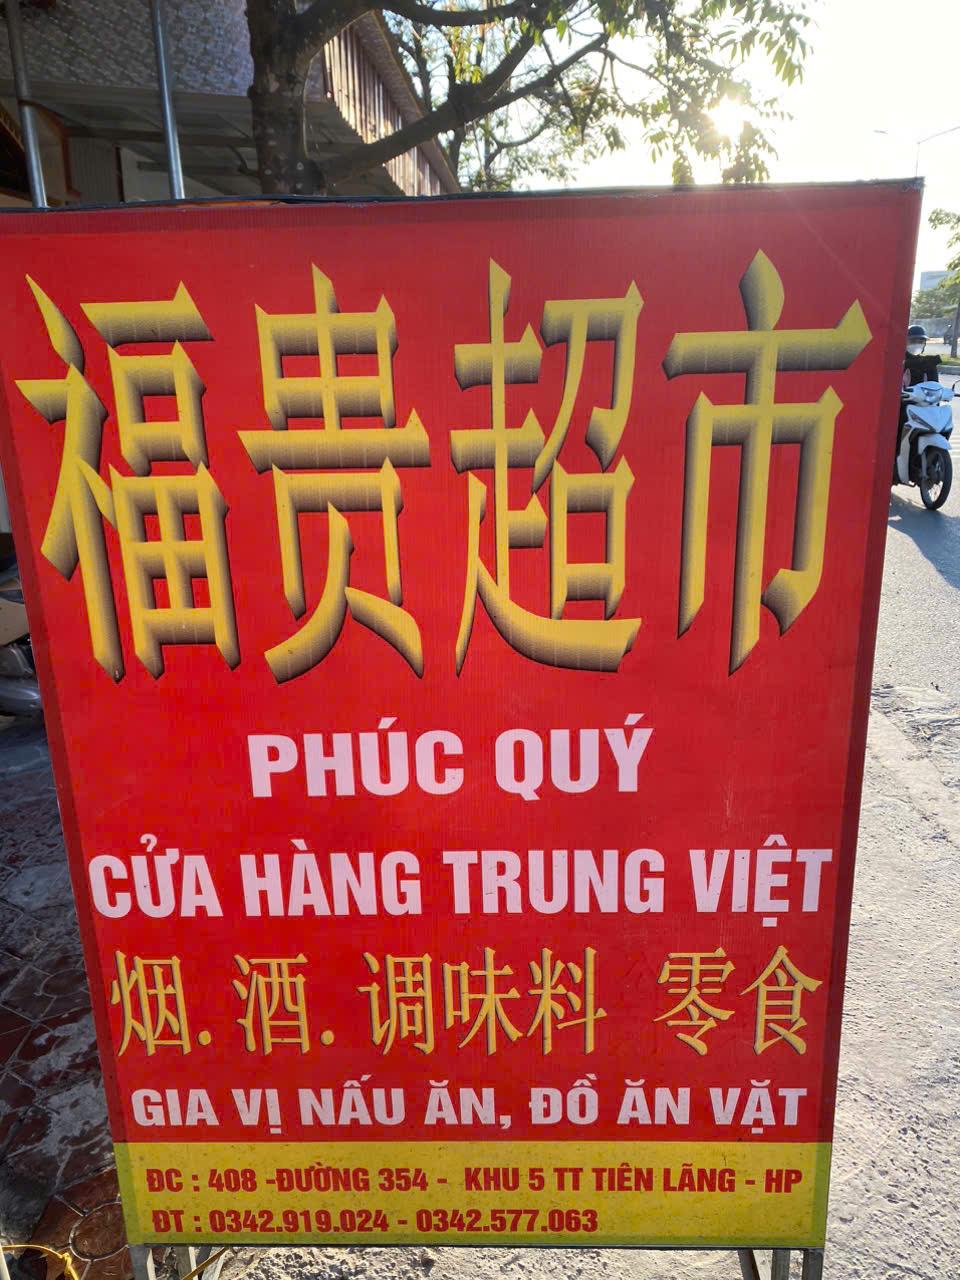 福贵超市
PHÚC QUÝ
CỬA HÀNG TRUNG VIỆT
烟.酒.调味料 零食
GIA VỊ NẤU ĂN, ĐỒ ĂN VẶT
ĐC : 408 -ĐƯỜNG 354 - KHU 5 TT TIÊN LÃNG - HP
ĐT : 0342.919.024 - 0342.577.063